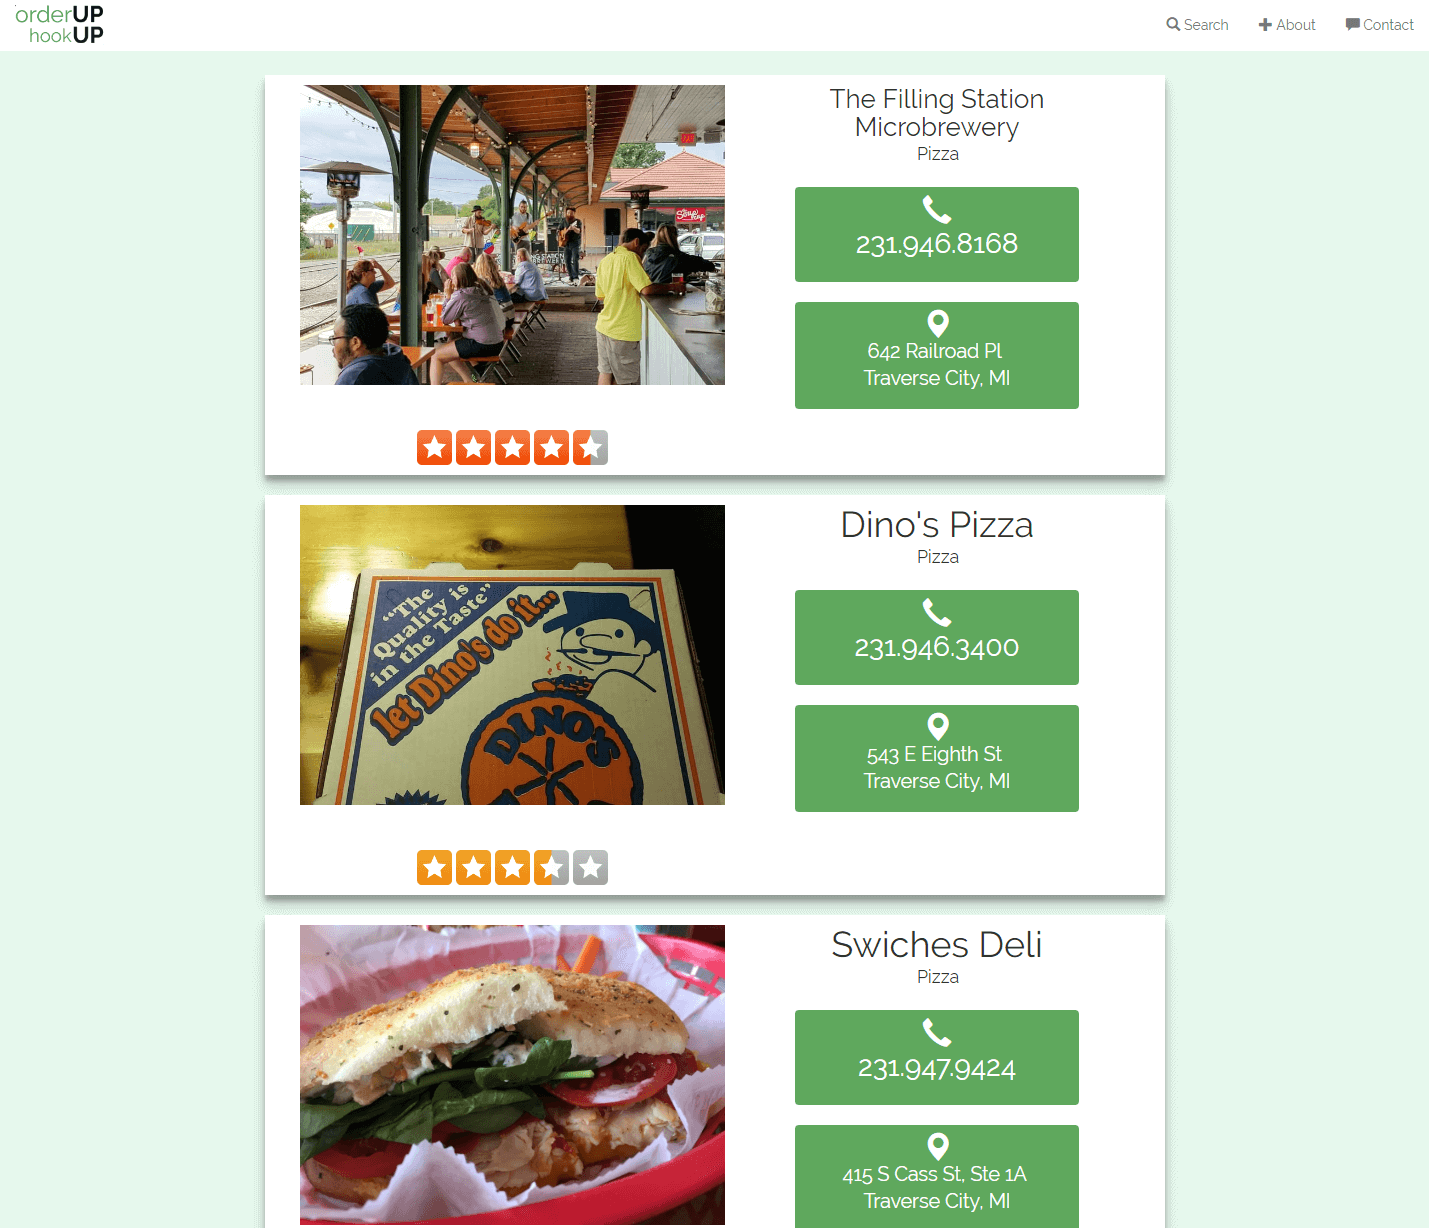 orderUP
hookUP
Search
About
Contact
The Filling Station
Microbrewery
Pizza
231.946.8168
642 Railroad Pl
Traverse City, MI
Dino's Pizza
Pizza
231.946.3400
543 E Eighth St
Traverse City, MI
“The
Quality is
in the Taste”
let Dino's do it...
DINO'S
Swiches Deli
Pizza
231.947.9424
415 S Cass St, Ste 1A
Traverse City, MI